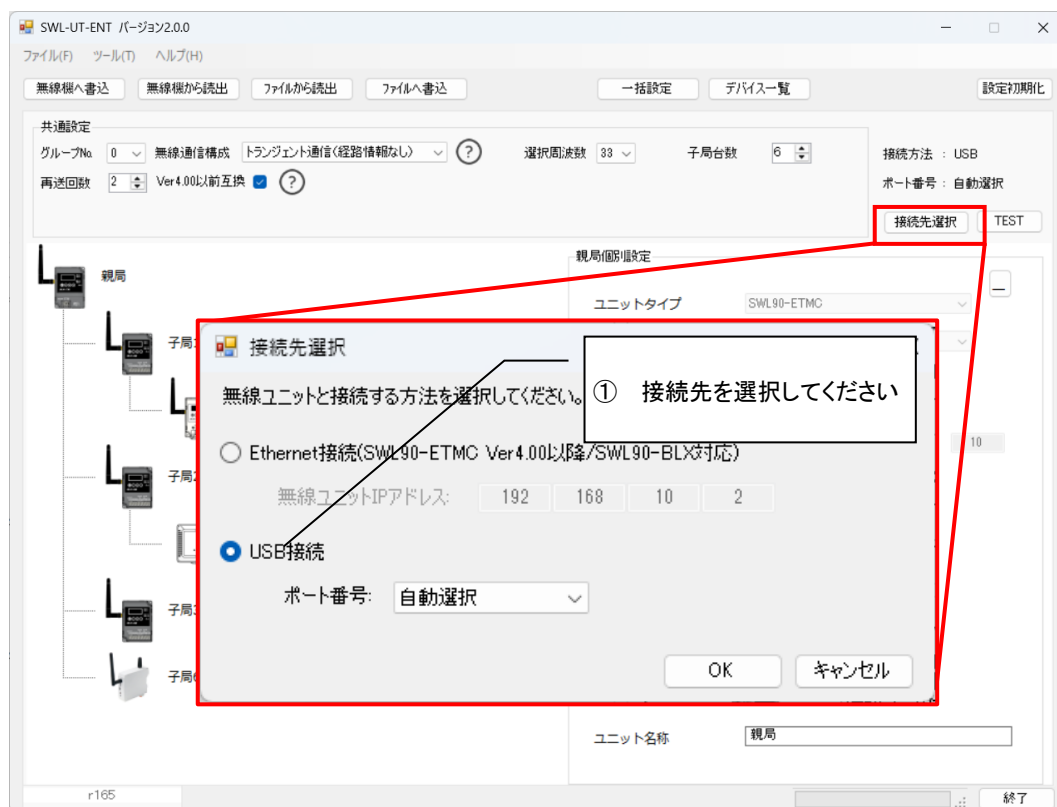 SWL-UT-ENT バージョン2.0.0
ファイル(F) ツール(T) ヘルプ(H)
無線機へ書込 無線機から読出 ファイルから読出 ファイルへ書込 一括設定 デバイス一覧 設定初期化
共通設定
グループNo. 0 無線通信構成 トランジェント通信(経路情報なし) ? 選択周波数 33 子局台数 6
接続方法 : USB
再送回数 2 Ver4.00以前互換 ?
ポート番号 : 自動選択
接続先選択 TEST
親局
親局個別設定
ユニットタイプ SWL90-ETMC
子局
接続先選択
① 接続先を選択してください
無線ユニットと接続する方法を選択してください。
Ethernet接続(SWL90-ETMC Ver4.00以降/SWL90-BLX対応)
10
無線ユニットIPアドレス: 192 168 10 2
子局
USB接続
ポート番号: 自動選択
子局
OK キャンセル
子局
ユニット名称 親局
r165
終了